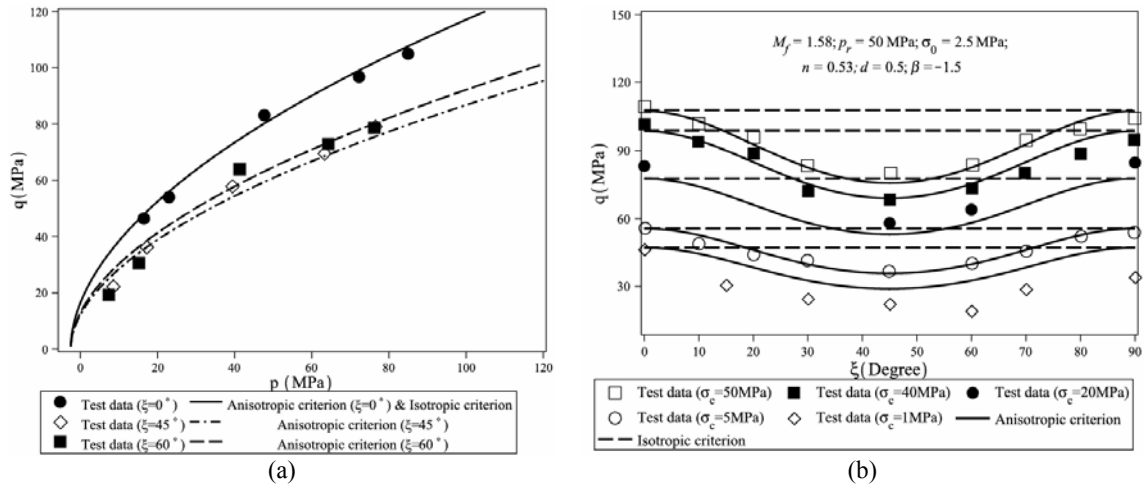 120
100
80
60
40
20
0
q (MPa)
0 20 40 60 80 100 120
p (MPa)
Test data (ξ=0°) Anisotropic criterion (ξ=0°) & Isotropic criterion
Test data (ξ=45°) Anisotropic criterion (ξ=45°)
Test data (ξ=60°) Anisotropic criterion (ξ=60°)
(a)
150
110
90
60
30
q (MPa)
M_f = 1.58; p_r = 50 MPa; σ_0 = 2.5 MPa;
n = 0.53; d = 0.5; β = −1.5
0 10 20 30 40 50 60 70 80 90
ξ (Degree)
Test data (σ_c=50MPa) Test data (σ_c=40MPa) Test data (σ_c=20MPa)
Test data (σ_c=5MPa) Test data (σ_c=1MPa) Anisotropic criterion
Isotropic criterion
(b)